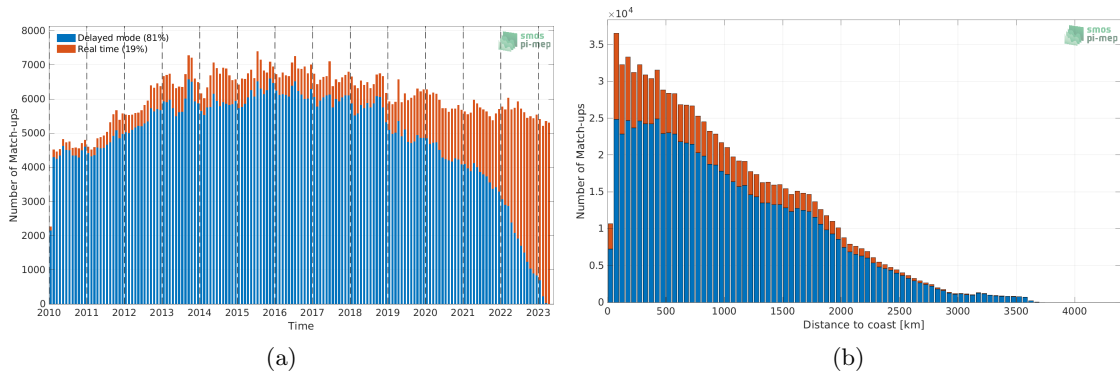 8000
7000
6000
5000
4000
3000
2000
1000
0
Number of Match-ups
Delayed mode (81%)
Real time (19%)
smos
pi-mep
2010 2011 2012 2013 2014 2015 2016 2017 2018 2019 2020 2021 2022 2023
Time
(a)
×10⁴
3.5
3
2.5
2
1.5
1
0.5
0
Number of Match-ups
smos
pi-mep
0 500 1000 1500 2000 2500 3000 3500 4000
Distance to coast [km]
(b)